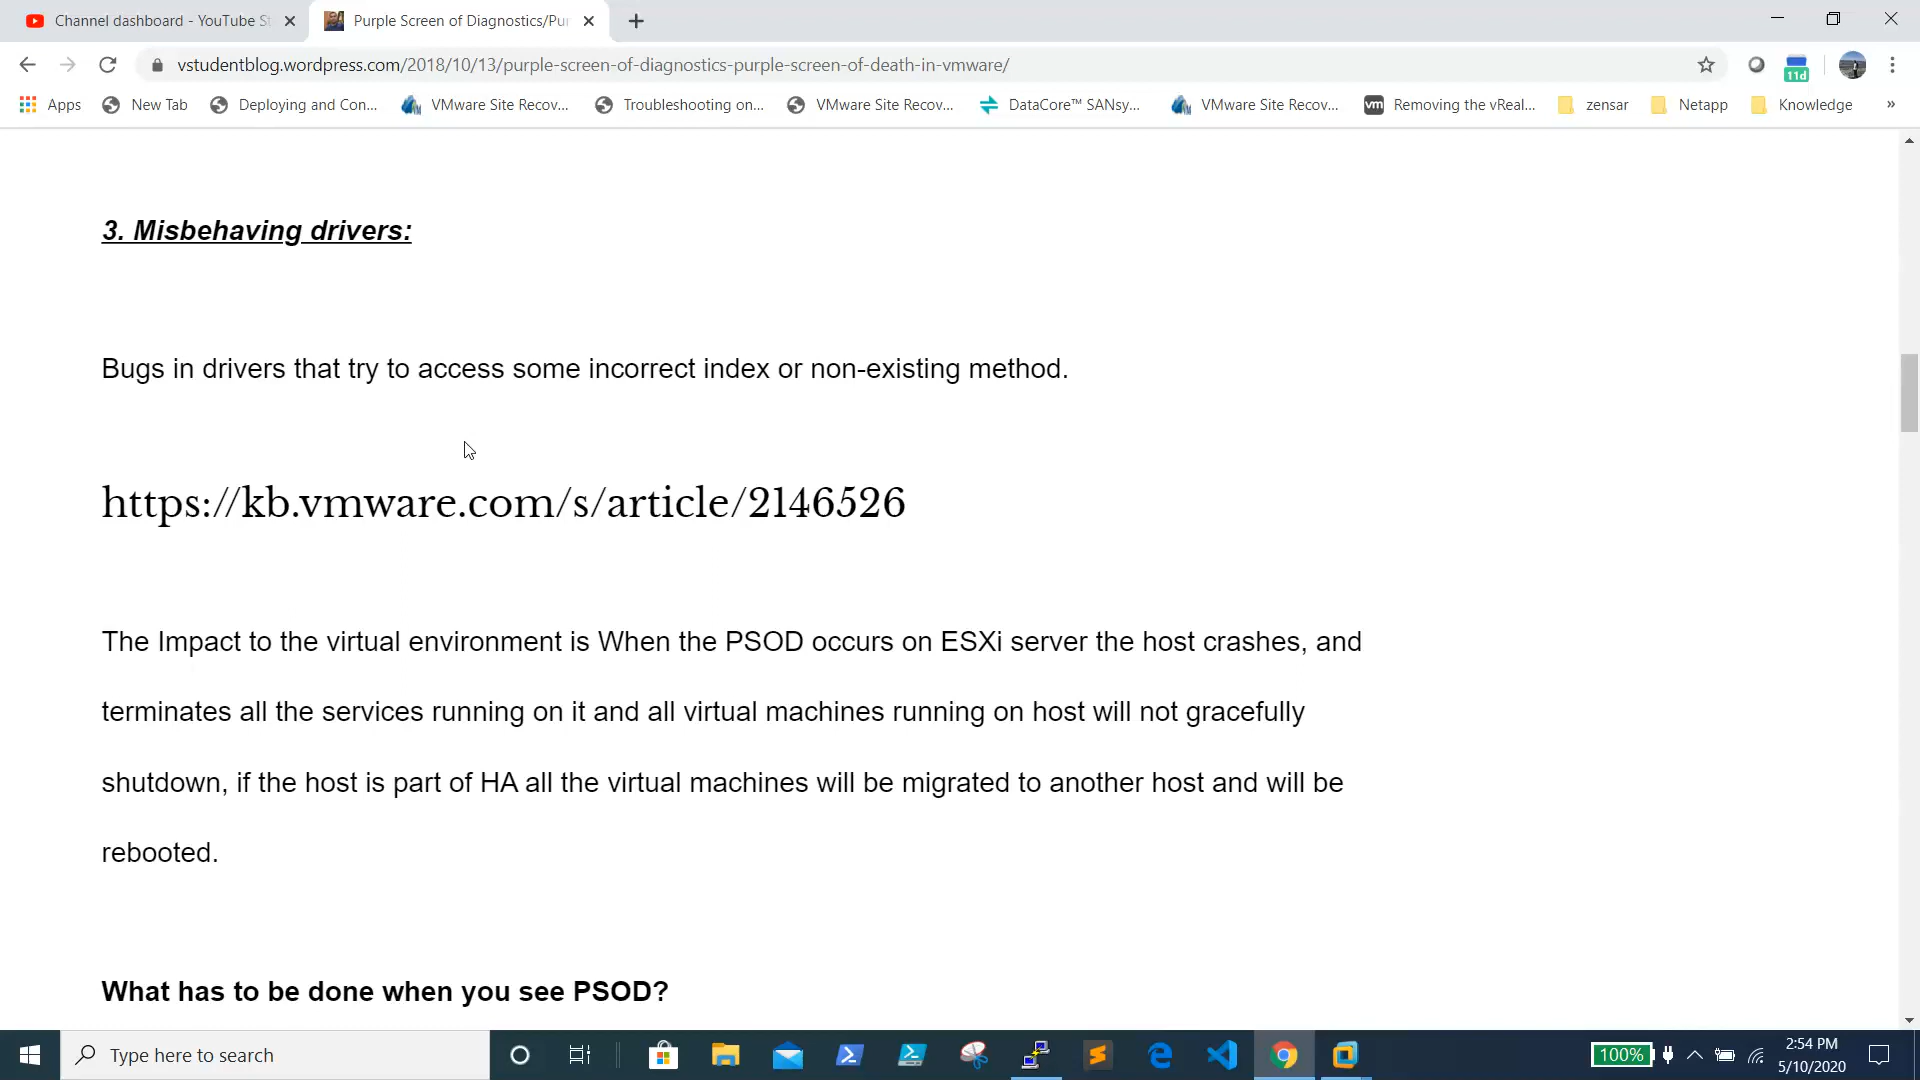 Channel dashboard - YouTube St
Purple Screen of Diagnostics/Pur
vstudentblog.wordpress.com/2018/10/13/purple-screen-of-diagnostics-purple-screen-of-death-in-vmware/
11d
Apps
New Tab
Deploying and Con...
VMware Site Recov...
Troubleshooting on...
VMware Site Recov...
DataCore™ SANsy...
VMware Site Recov...
vm
Removing the vReal...
zensar
Netapp
Knowledge
»
3. Misbehaving drivers:
Bugs in drivers that try to access some incorrect index or non-existing method.
https://kb.vmware.com/s/article/2146526
The Impact to the virtual environment is When the PSOD occurs on ESXi server the host crashes, and
terminates all the services running on it and all virtual machines running on host will not gracefully
shutdown, if the host is part of HA all the virtual machines will be migrated to another host and will be
rebooted.
What has to be done when you see PSOD?
Type here to search
100%
2:54 PM
5/10/2020